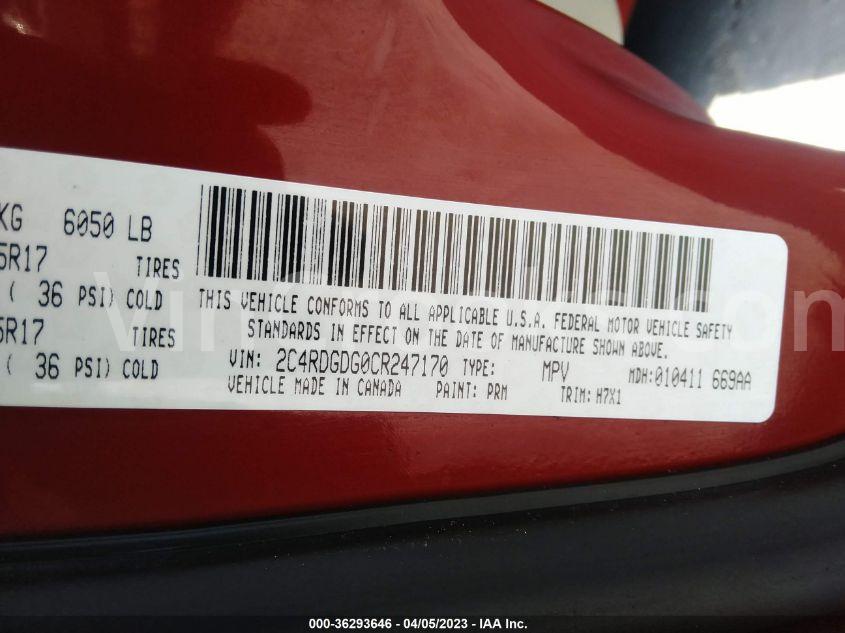 KG 6050 LB
5R17 TIRES
( 36 PSI) COLD
5R17 TIRES
( 36 PSI) COLD
THIS VEHICLE CONFORMS TO ALL APPLICABLE U.S.A. FEDERAL MOTOR VEHICLE SAFETY
STANDARDS IN EFFECT ON THE DATE OF MANUFACTURE SHOWN ABOVE.
VIN: 2C4RDGDG0CR247170 TYPE: MPV MDH:010411 669AA
VEHICLE MADE IN CANADA PAINT: PRM TRIM: H7X1
000-36293646 - 04/05/2023 - IAA Inc.